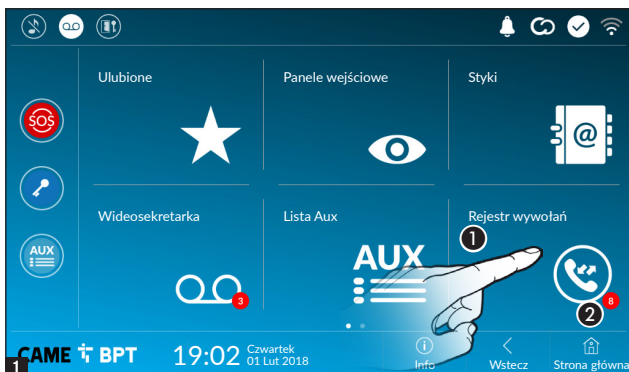 Ulubione
Panele wejściowe
Styki
SOS
@
Wideosekretarka
Lista Aux
Rejestr wywołań
1
AUX
AUX
3
8
2
CAME BPT
19:02
Czwartek
01 Lut 2018
Info
Wstecz
Strona główna
1